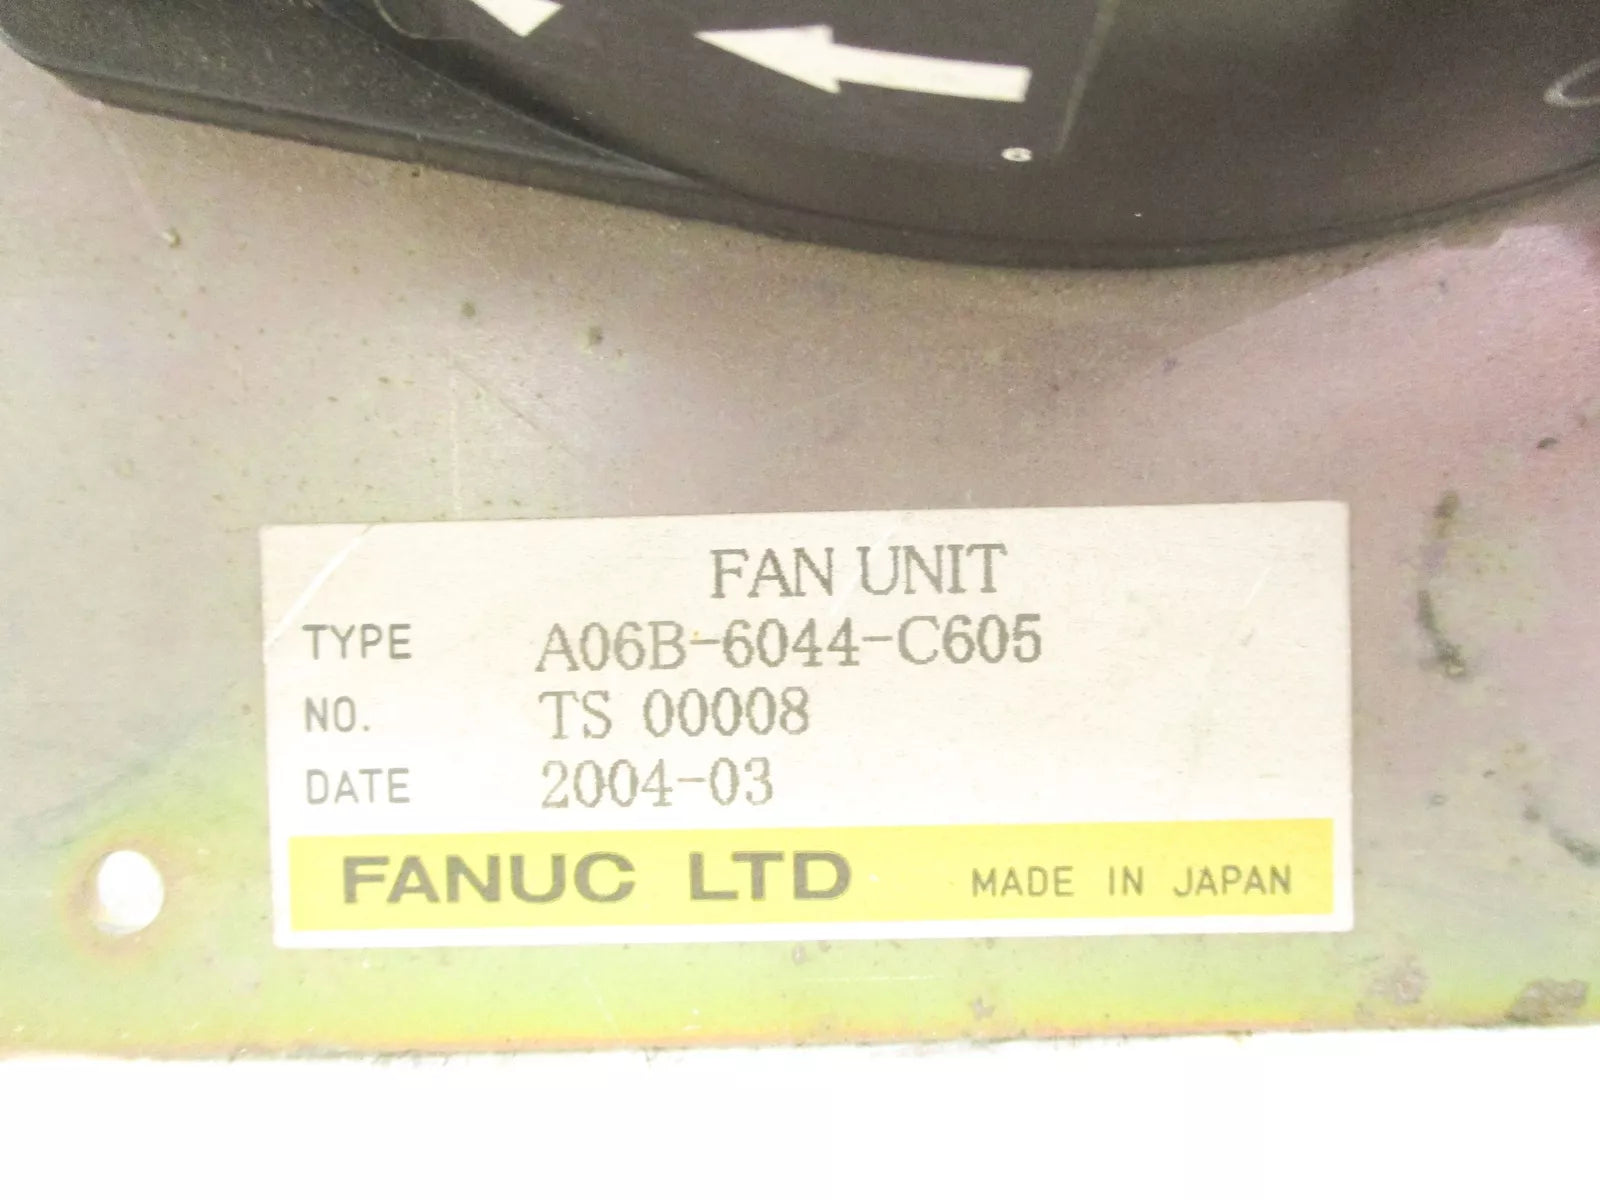 FAN UNIT
TYPE A06B-6044-C605
NO. TS 00008
DATE 2004-03
FANUC LTD MADE IN JAPAN